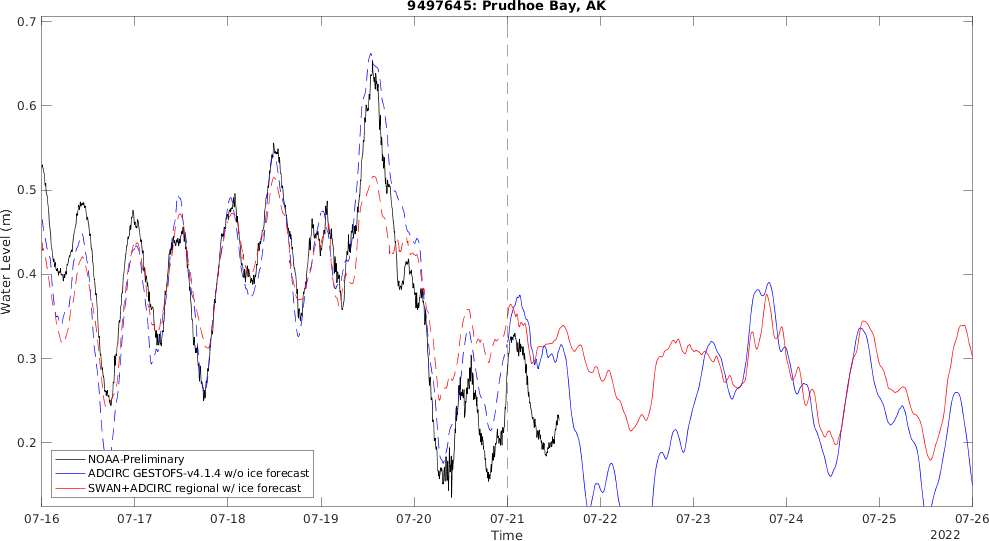 9497645: Prudhoe Bay, AK
0.7
0.6
0.5
0.4
0.3
0.2
Water Level (m)
NOAA-Preliminary
ADCIRC GESTOFS-v4.1.4 w/o ice forecast
SWAN+ADCIRC regional w/ ice forecast
07-16 07-17 07-18 07-19 07-20 07-21 07-22 07-23 07-24 07-25 07-26
Time
2022